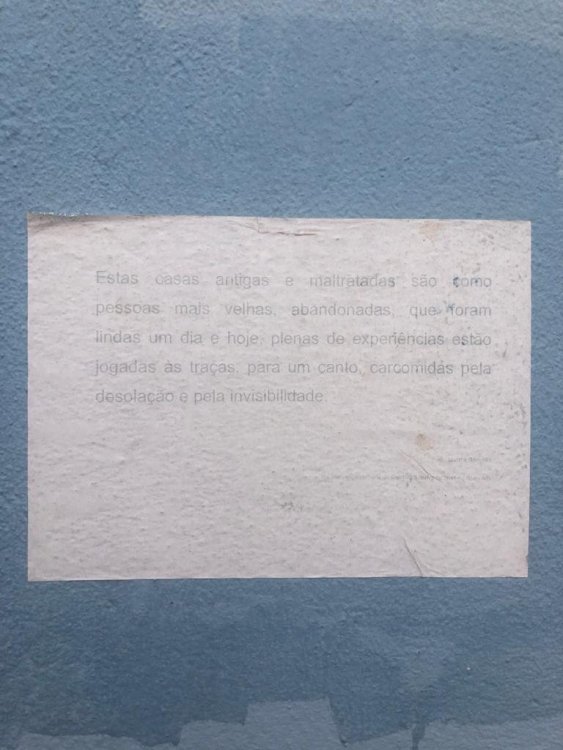 Estas casas antigas e maltratadas são como
pessoas mais velhas, abandonadas, que foram
lindas um dia e hoje, plenas de experiências estão
jogadas às traças, para um canto, carcomidas pela
desolação e pela invisibilidade.